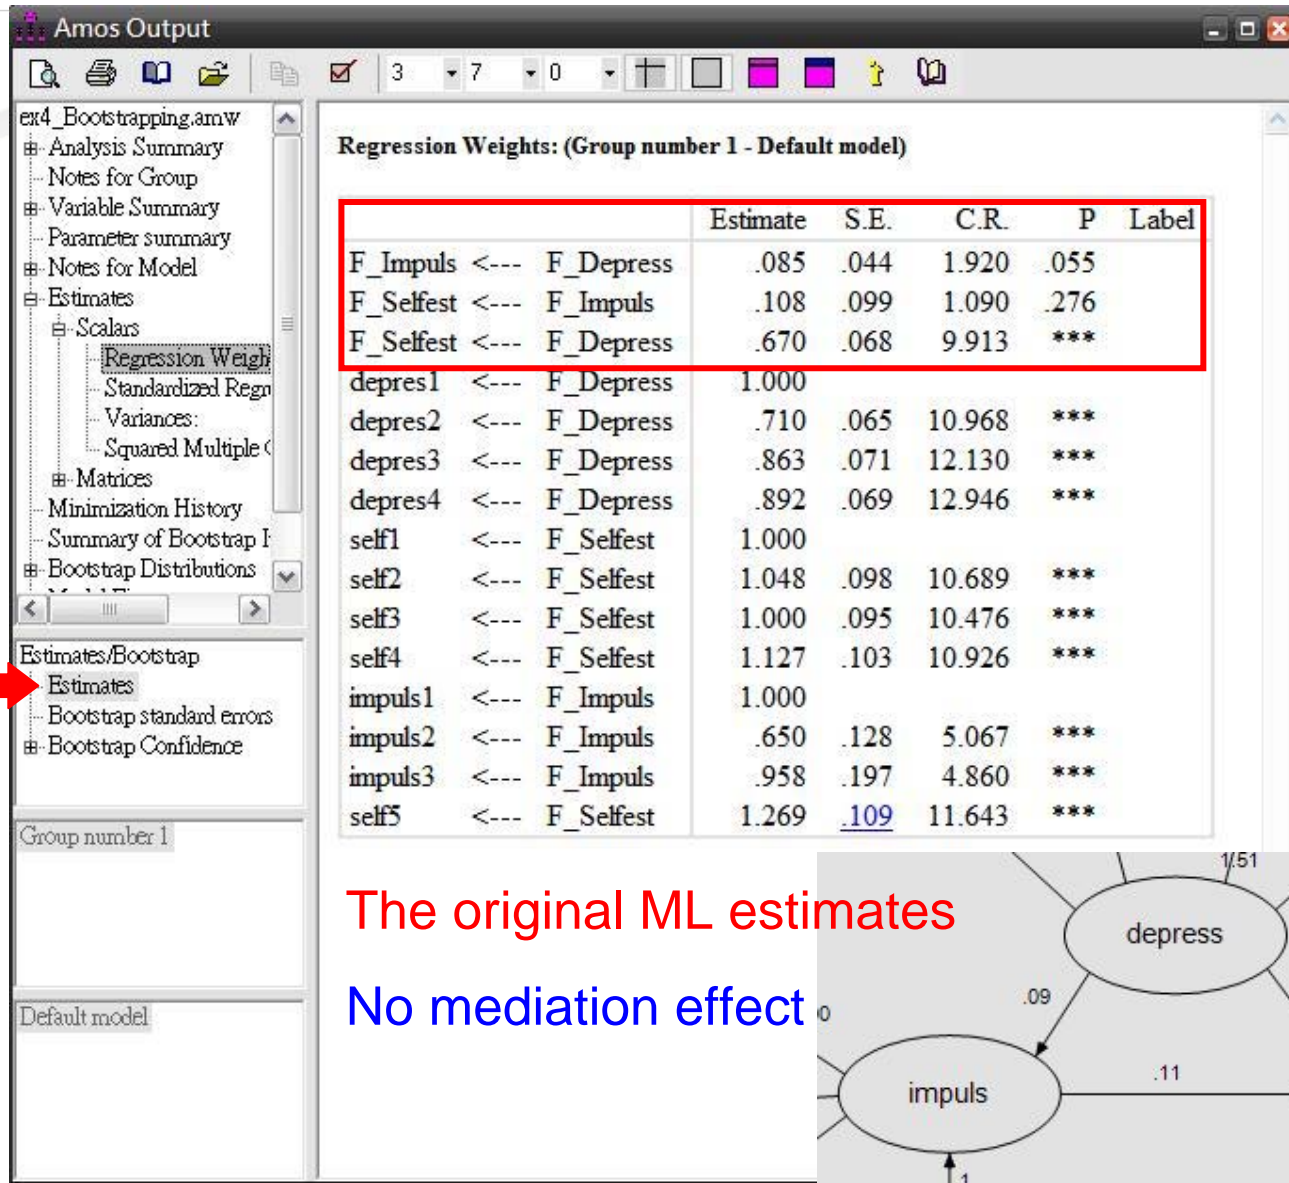 Amos Output
3 7 0
ex4_Bootstrapping.amw
Analysis Summary
Notes for Group
Variable Summary
Parameter summary
Notes for Model
Estimates
Scalars
Regression Weigh
Standardized Regr
Variances:
Squared Multiple
Matrices
Minimization History
Summary of Bootstrap
Bootstrap Distributions
Estimates/Bootstrap
Estimates
Bootstrap standard errors
Bootstrap Confidence
Group number 1
Default model
Regression Weights: (Group number 1 - Default model)
Estimate S.E. C.R. P Label
F_Impuls <--- F_Depress .085 .044 1.920 .055
F_Selfest <--- F_Impuls .108 .099 1.090 .276
F_Selfest <--- F_Depress .670 .068 9.913 ***
depres1 <--- F_Depress 1.000
depres2 <--- F_Depress .710 .065 10.968 ***
depres3 <--- F_Depress .863 .071 12.130 ***
depres4 <--- F_Depress .892 .069 12.946 ***
self1 <--- F_Selfest 1.000
self2 <--- F_Selfest 1.048 .098 10.689 ***
self3 <--- F_Selfest 1.000 .095 10.476 ***
self4 <--- F_Selfest 1.127 .103 10.926 ***
impuls1 <--- F_Impuls 1.000
impuls2 <--- F_Impuls .650 .128 5.067 ***
impuls3 <--- F_Impuls .958 .197 4.860 ***
self5 <--- F_Selfest 1.269 .109 11.643 ***
The original ML estimates
No mediation effect
1.51
depress
.09
.11
impuls
1